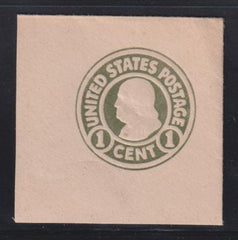 UNITED STATES POSTAGE
1 CENT 1